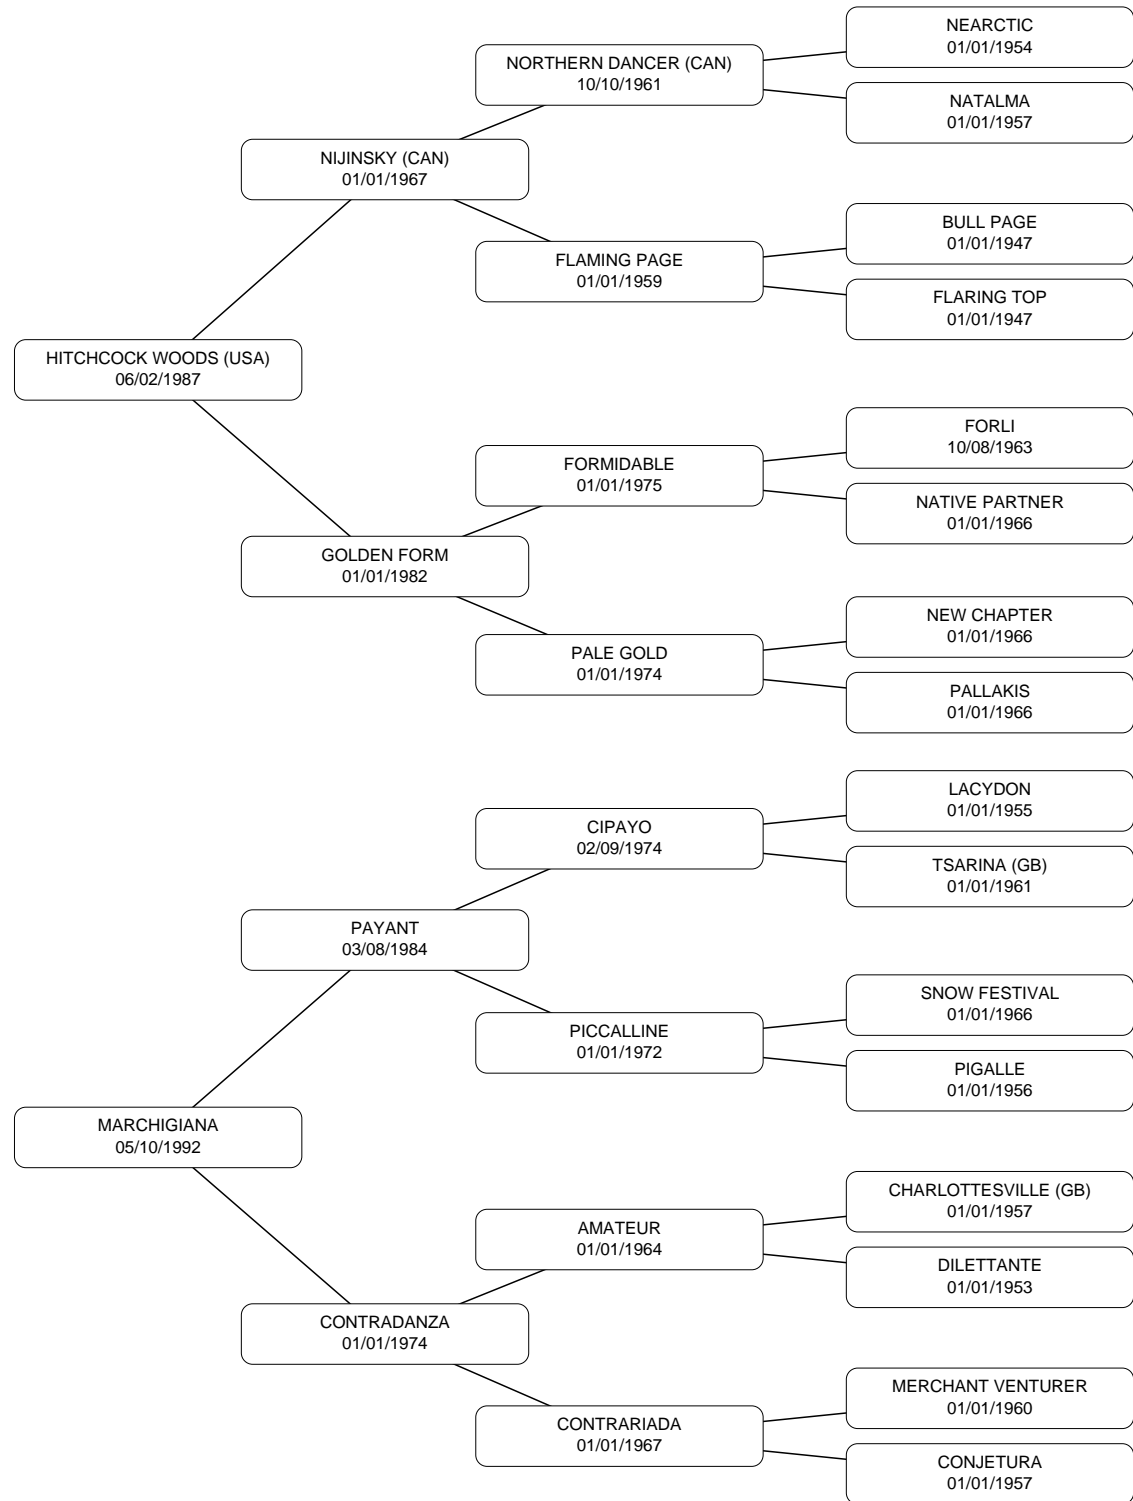 NEARCTIC
01/01/1954
NORTHERN DANCER (CAN)
10/10/1961
NATALMA
01/01/1957
NIJINSKY (CAN)
01/01/1967
BULL PAGE
01/01/1947
FLAMING PAGE
01/01/1959
FLARING TOP
01/01/1947
HITCHCOCK WOODS (USA)
06/02/1987
FORLI
10/08/1963
FORMIDABLE
01/01/1975
NATIVE PARTNER
01/01/1966
GOLDEN FORM
01/01/1982
NEW CHAPTER
01/01/1966
PALE GOLD
01/01/1974
PALLAKIS
01/01/1966
LACYDON
01/01/1955
CIPAYO
02/09/1974
TSARINA (GB)
01/01/1961
PAYANT
03/08/1984
SNOW FESTIVAL
01/01/1966
PICCALLINE
01/01/1972
PIGALLE
01/01/1956
MARCHIGIANA
05/10/1992
CHARLOTTESVILLE (GB)
01/01/1957
AMATEUR
01/01/1964
DILETTANTE
01/01/1953
CONTRADANZA
01/01/1974
MERCHANT VENTURER
01/01/1960
CONTRARIADA
01/01/1967
CONJETURA
01/01/1957